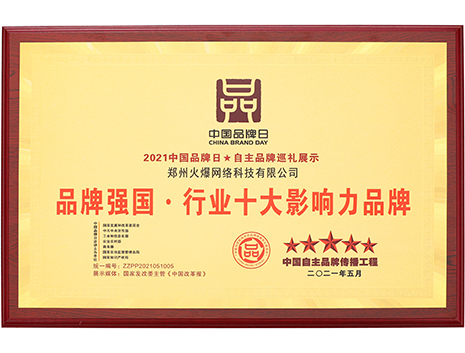 中国品牌日
CHINA BRAND DAY
2021中国品牌日★自主品牌巡礼展示
郑州火爆网络科技有限公司
品牌强国·行业十大影响力品牌
统一编号：ZZPP2021051005
展示媒体：国家发改委主管《中国改革报》
中国自主品牌传播工程
二〇二一年五月